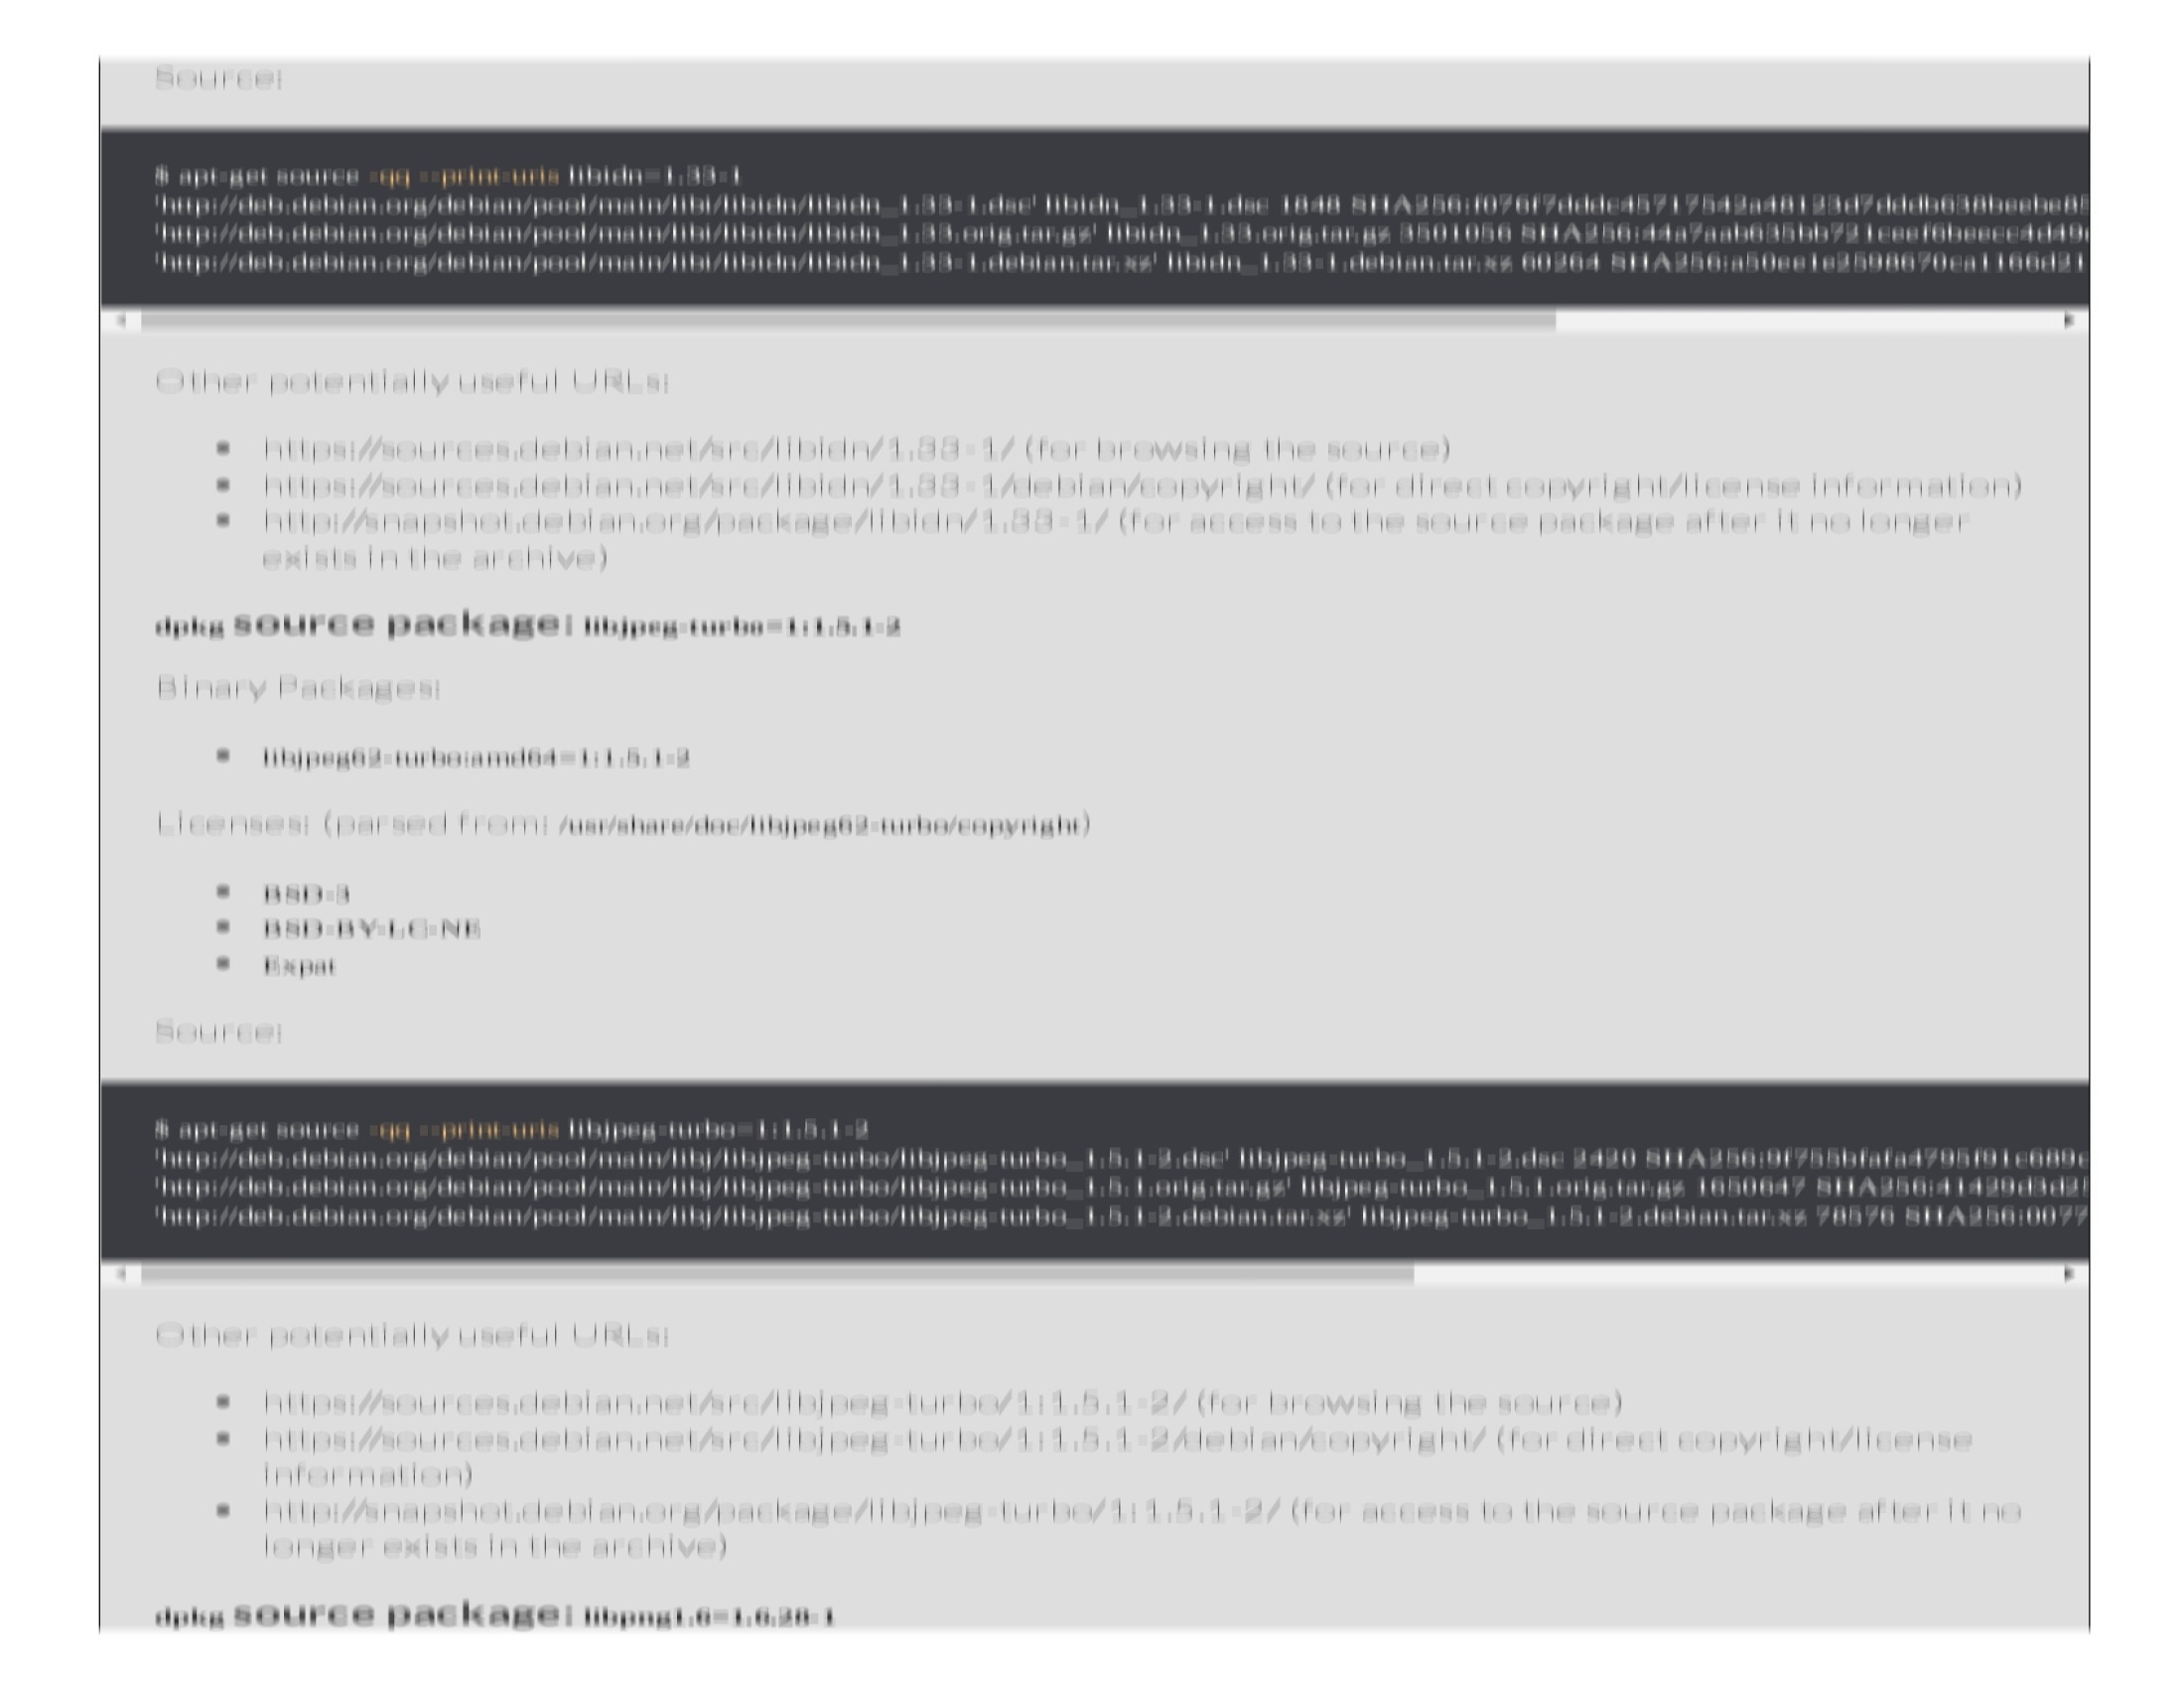 Source:
$ apt-get source -qq --print-uris libidn=1.33-1
'http://deb.debian.org/debian/pool/main/libi/libidn/libidn_1.33-1.dsc' libidn_1.33-1.dsc 1848
'http://deb.debian.org/debian/pool/main/libi/libidn/libidn_1.33.orig.tar.gz' libidn_1.33.orig.tar.gz 3501056
'http://deb.debian.org/debian/pool/main/libi/libidn/libidn_1.33-1.debian.tar.xz' libidn_1.33-1.debian.tar.xz 60264
Other potentially useful URLs:
https://sources.debian.net/src/libidn/1.33-1/ (for browsing the source)
https://sources.debian.net/src/libidn/1.33-1/debian/copyright/ (for direct copyright/license information)
http://snapshot.debian.org/package/libidn/1.33-1/ (for access to the source package after it no longer
exists in the archive)
dpkg source package: libjpeg-turbo=1:1.5.1-2
Binary Packages:
libjpeg62-turbo:amd64=1:1.5.1-2
Licenses: (parsed from: /usr/share/doc/libjpeg62-turbo/copyright)
BSD-3
BSD-BY-LC-NE
Expat
Source:
$ apt-get source -qq --print-uris libjpeg-turbo=1:1.5.1-2
'http://deb.debian.org/debian/pool/main/libj/libjpeg-turbo/libjpeg-turbo_1.5.1-2.dsc' libjpeg-turbo_1.5.1-2.dsc 2420
'http://deb.debian.org/debian/pool/main/libj/libjpeg-turbo/libjpeg-turbo_1.5.1.orig.tar.gz' libjpeg-turbo_1.5.1.orig.tar.gz 1650647
'http://deb.debian.org/debian/pool/main/libj/libjpeg-turbo/libjpeg-turbo_1.5.1-2.debian.tar.xz' libjpeg-turbo_1.5.1-2.debian.tar.xz 78576 SHA256:0077
Other potentially useful URLs:
https://sources.debian.net/src/libjpeg-turbo/1:1.5.1-2/ (for browsing the source)
https://sources.debian.net/src/libjpeg-turbo/1:1.5.1-2/debian/copyright/ (for direct copyright/license
information)
http://snapshot.debian.org/package/libjpeg-turbo/1:1.5.1-2/ (for access to the source package after it no
longer exists in the archive)
dpkg source package: libpng1.6=1.6.28-1